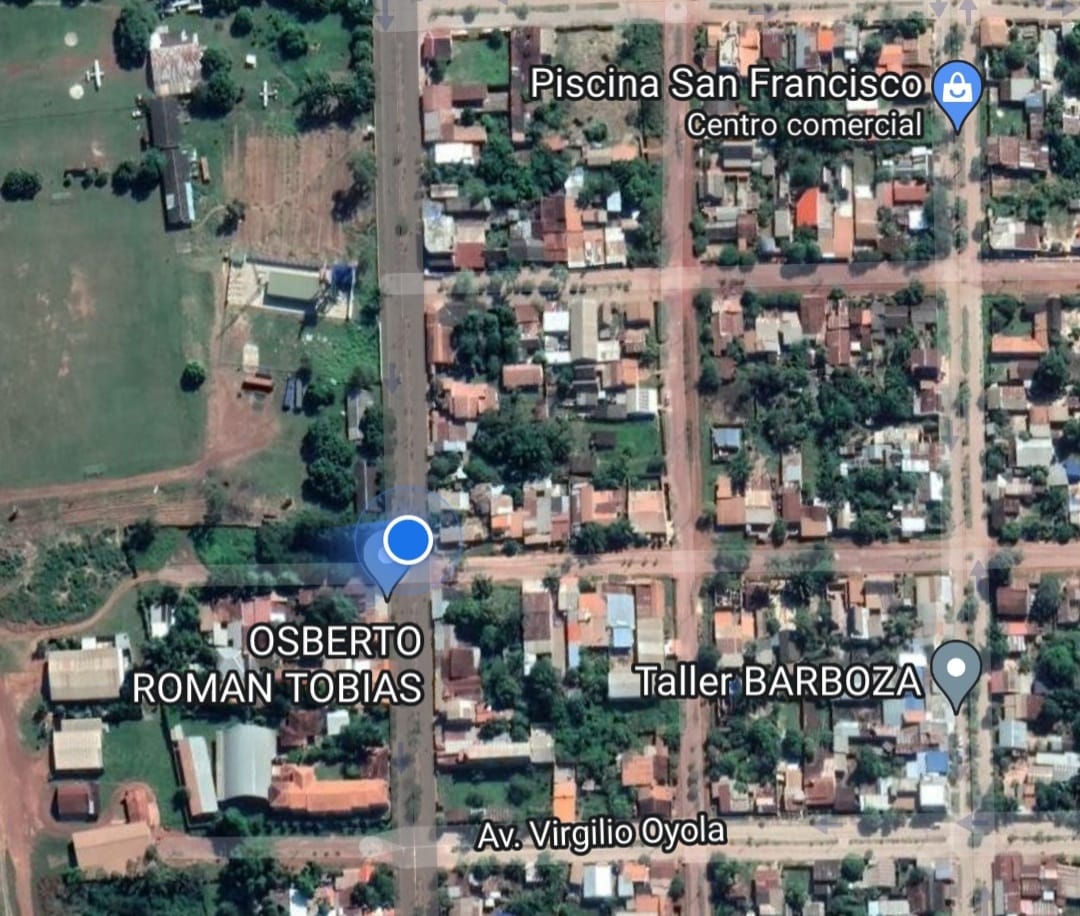 Piscina San Francisco
Centro comercial
OSBERTO
ROMAN TOBIAS
Taller BARBOZA
Av. Virgilio Oyola